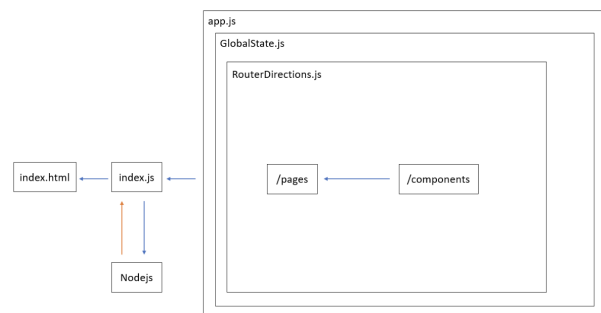 app.js
GlobalState.js
RouterDirections.js
index.html
index.js
/pages
/components
Nodejs